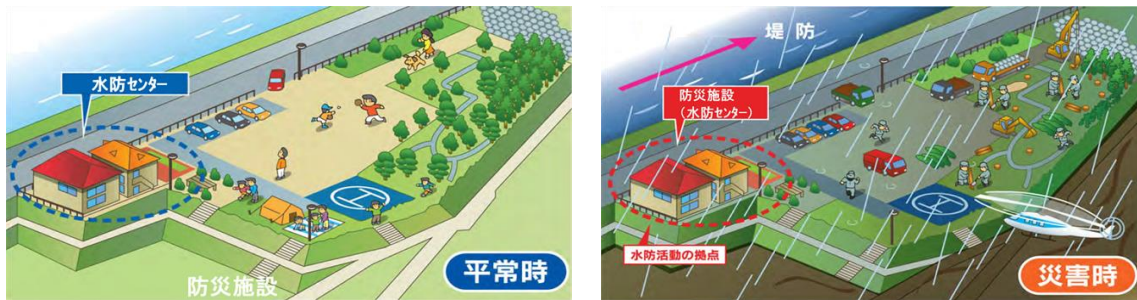 水防センター
防災施設
平常時
堤防
防災施設
（水防センター）
水防活動の拠点
災害時
H
H